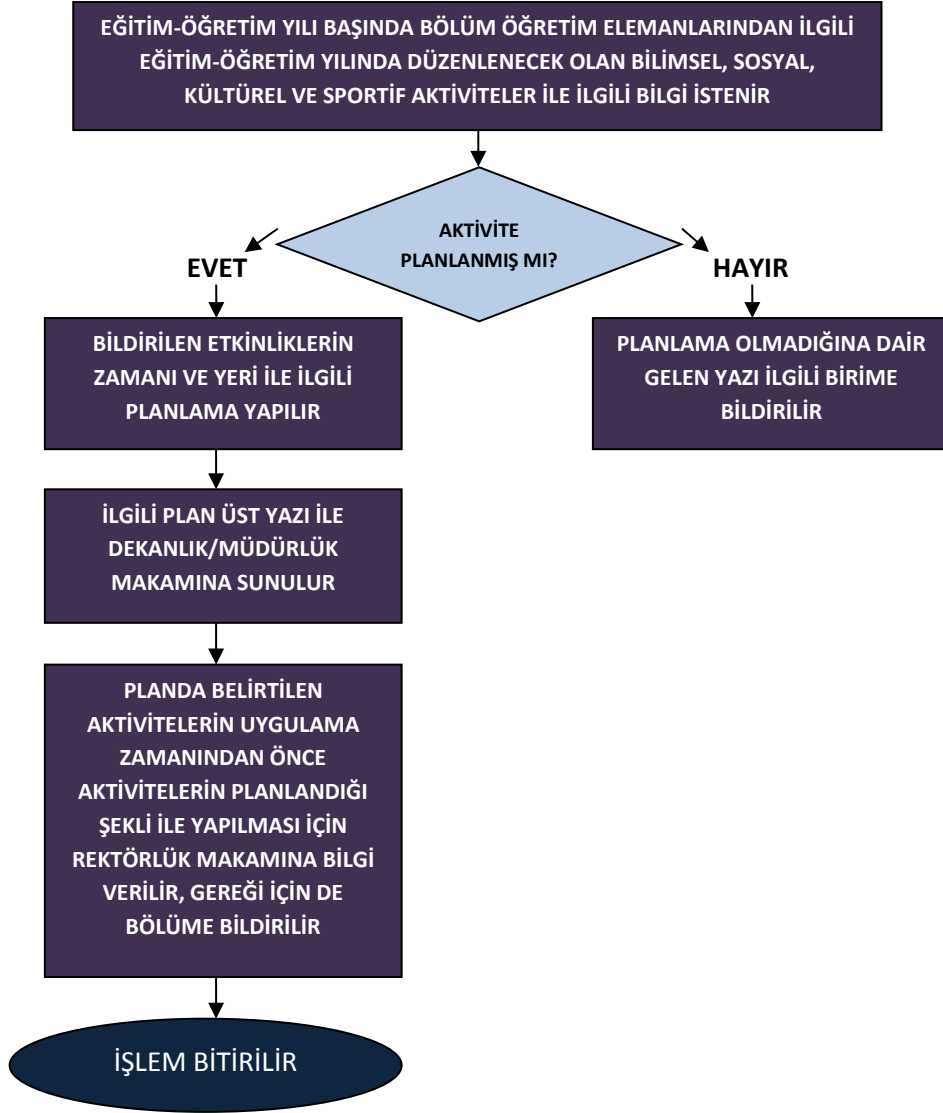 EĞİTİM-ÖĞRETİM YILI BAŞINDA BÖLÜM ÖĞRETİM ELEMANLARINDAN İLGİLİ
EĞİTİM-ÖĞRETİM YILINDA DÜZENLENECEK OLAN BİLİMSEL, SOSYAL,
KÜLTÜREL VE SPORTİF AKTİVİTELER İLE İLGİLİ BİLGİ İSTENİR
AKTİVİTE
PLANLANMIŞ MI?
EVET
HAYIR
BİLDİRİLEN ETKİNLİKLERİN
ZAMANI VE YERİ İLE İLGİLİ
PLANLAMA YAPILIR
PLANLAMA OLMADIĞINA DAİR
GELEN YAZI İLGİLİ BİRİME
BİLDİRİLİR
İLGİLİ PLAN ÜST YAZI İLE
DEKANLIK/MÜDÜRLÜK
MAKAMINA SUNULUR
PLANDA BELİRTİLEN
AKTİVİTELERİN UYGULAMA
ZAMANINDAN ÖNCE
AKTİVİTELERİN PLANLANDIĞI
ŞEKLİ İLE YAPILMASI İÇİN
REKTÖRLÜK MAKAMINA BİLGİ
VERİLİR, GEREĞİ İÇİN DE
BÖLÜME BİLDİRİLİR
İŞLEM BİTİRİLİR